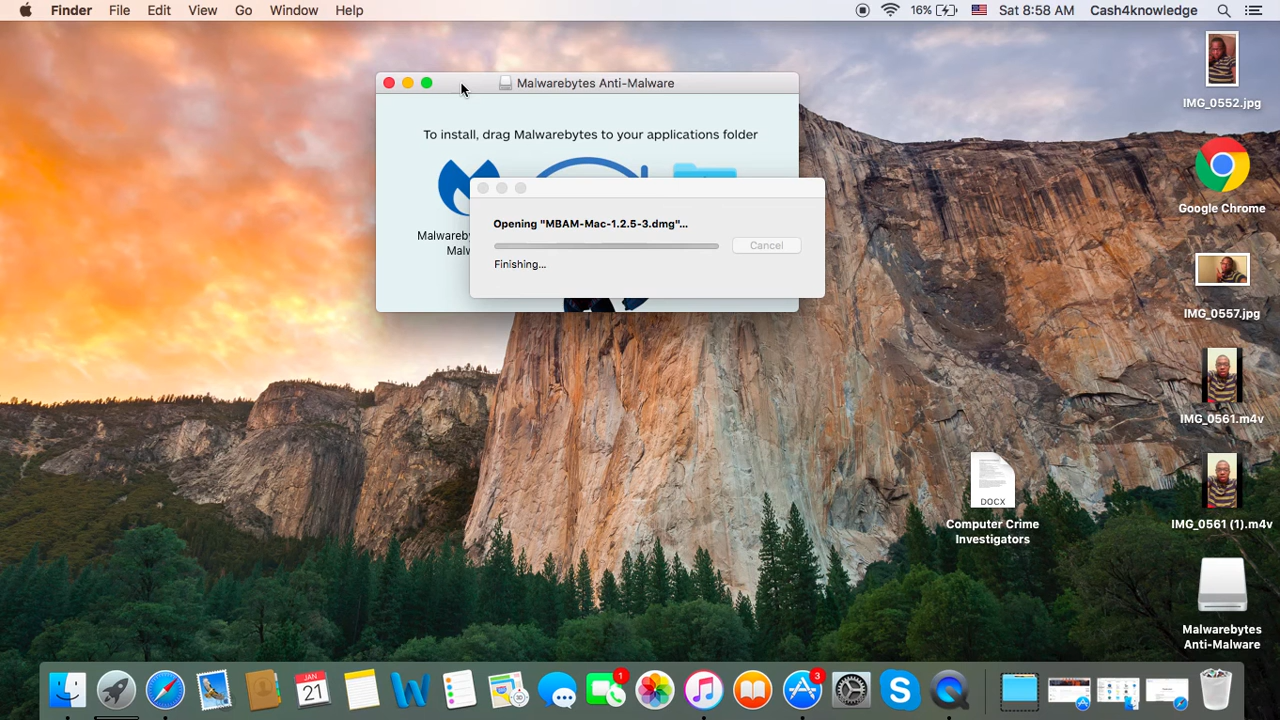 Finder File Edit View Go Window Help
16% Sat 8:58 AM Cash4knowledge
Malwarebytes Anti-Malware
To install, drag Malwarebytes to your applications folder
Opening "MBAM-Mac-1.2.5-3.dmg"...
Cancel
Finishing...
IMG_0552.jpg
Google Chrome
IMG_0557.jpg
IMG_0561.m4v
DOCX
Computer Crime
Investigators
IMG_0561 (1).m4v
Malwarebytes
Anti-Malware
JAN
21
1
3